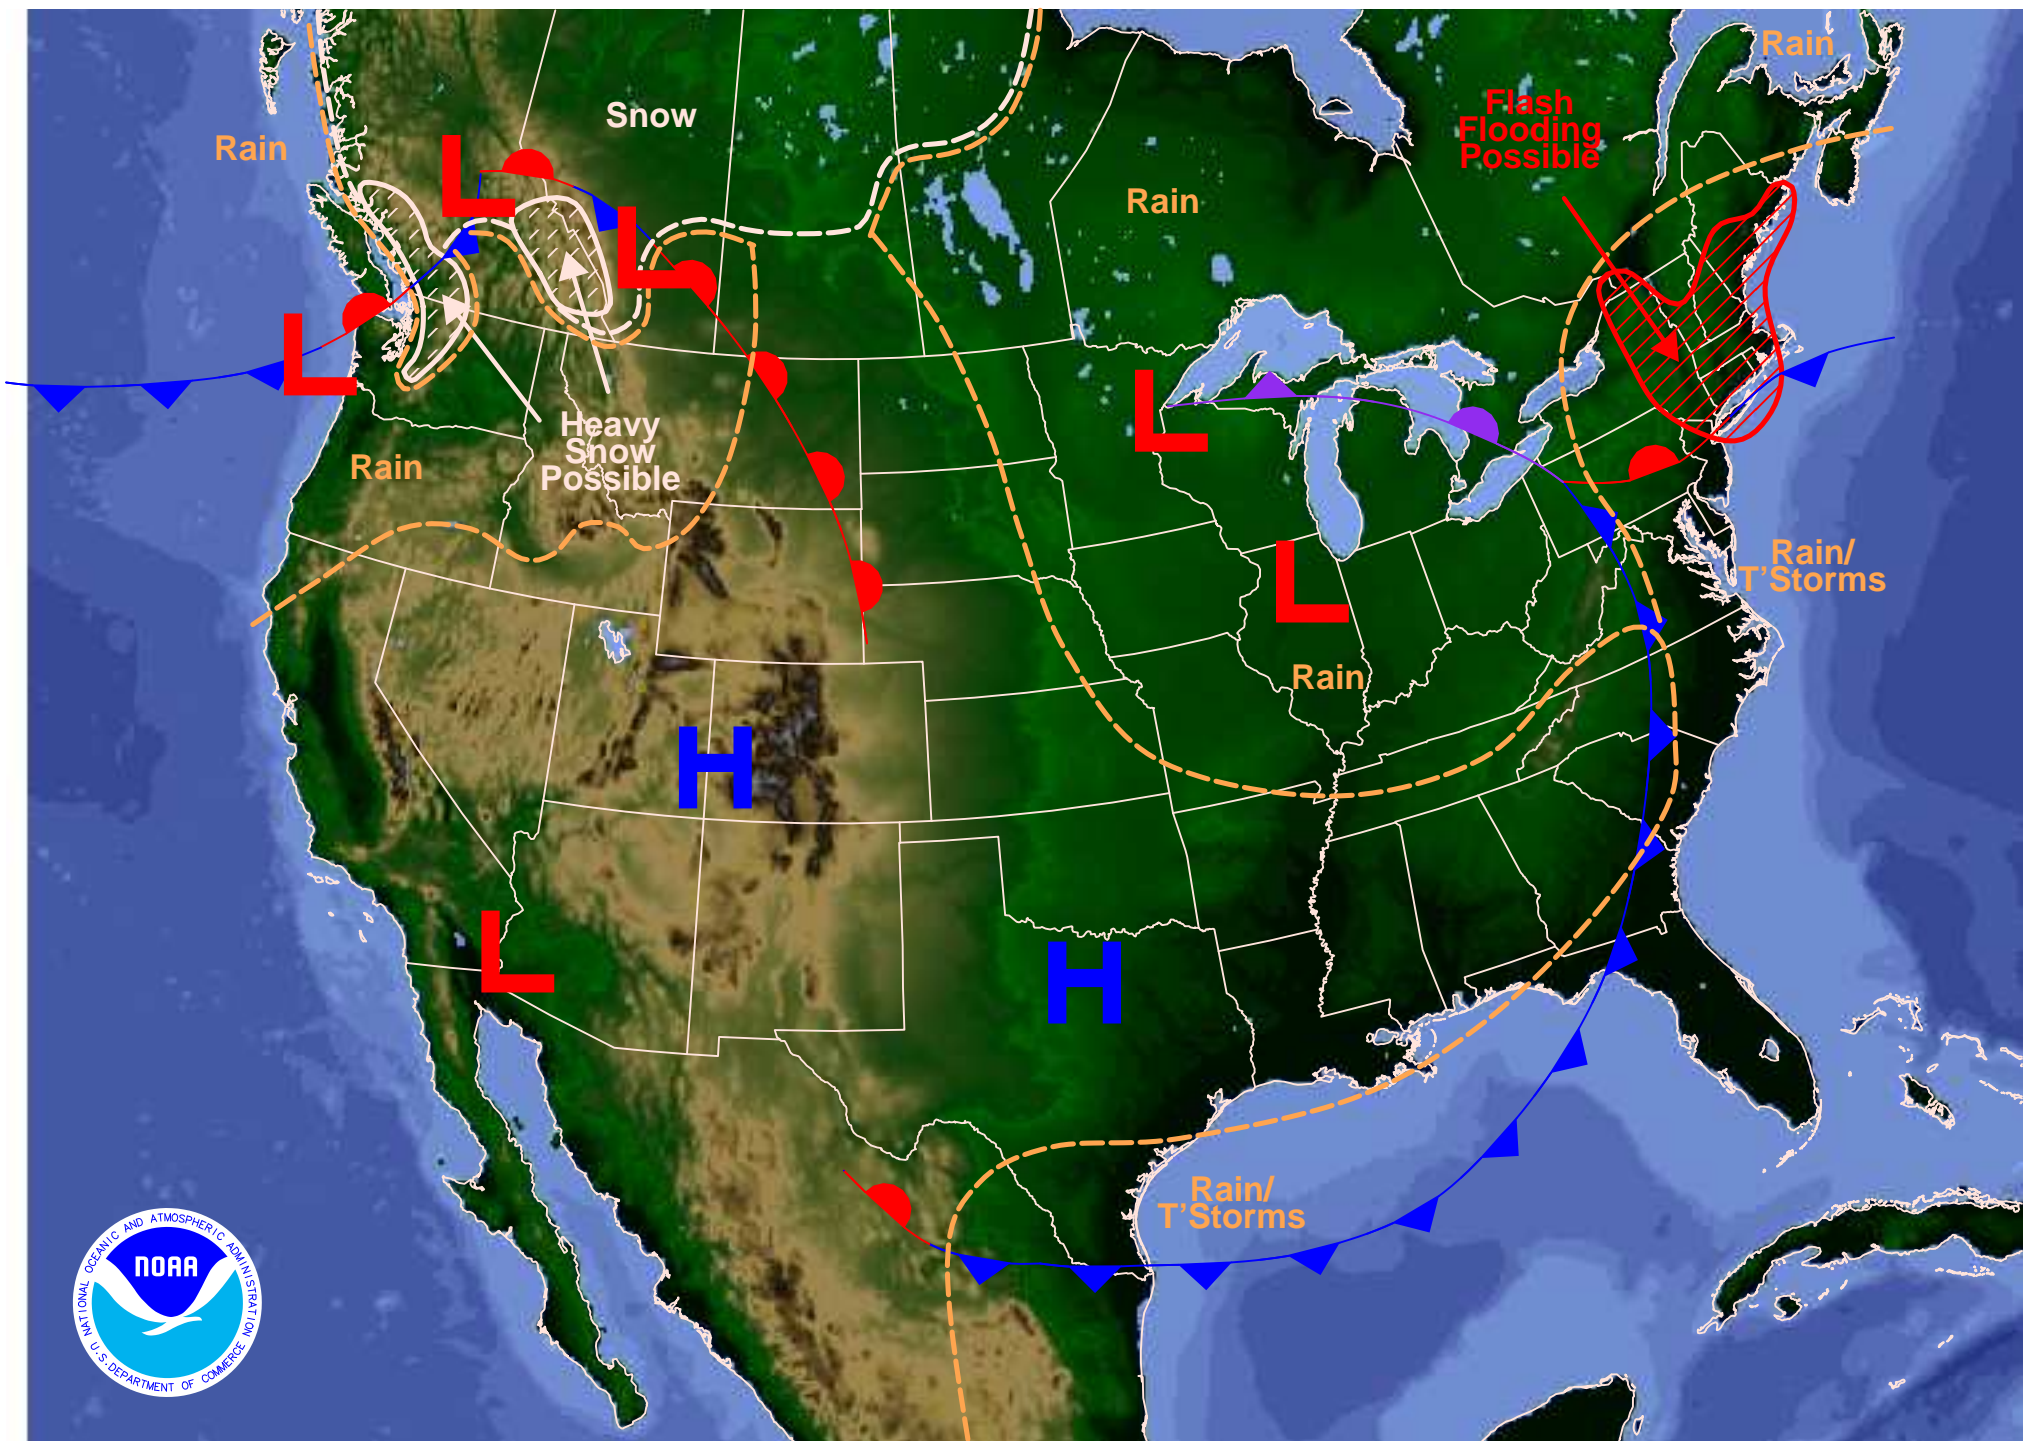 Rain
Flash
Flooding
Possible
Snow
Rain
L
Rain
L
L
L
Heavy
Snow
Possible
Rain
Rain/
T'Storms
L
Rain
H
L
H
Rain/
T'Storms
NOAA
NATIONAL OCEANIC AND ATMOSPHERIC ADMINISTRATION
U.S. DEPARTMENT OF COMMERCE